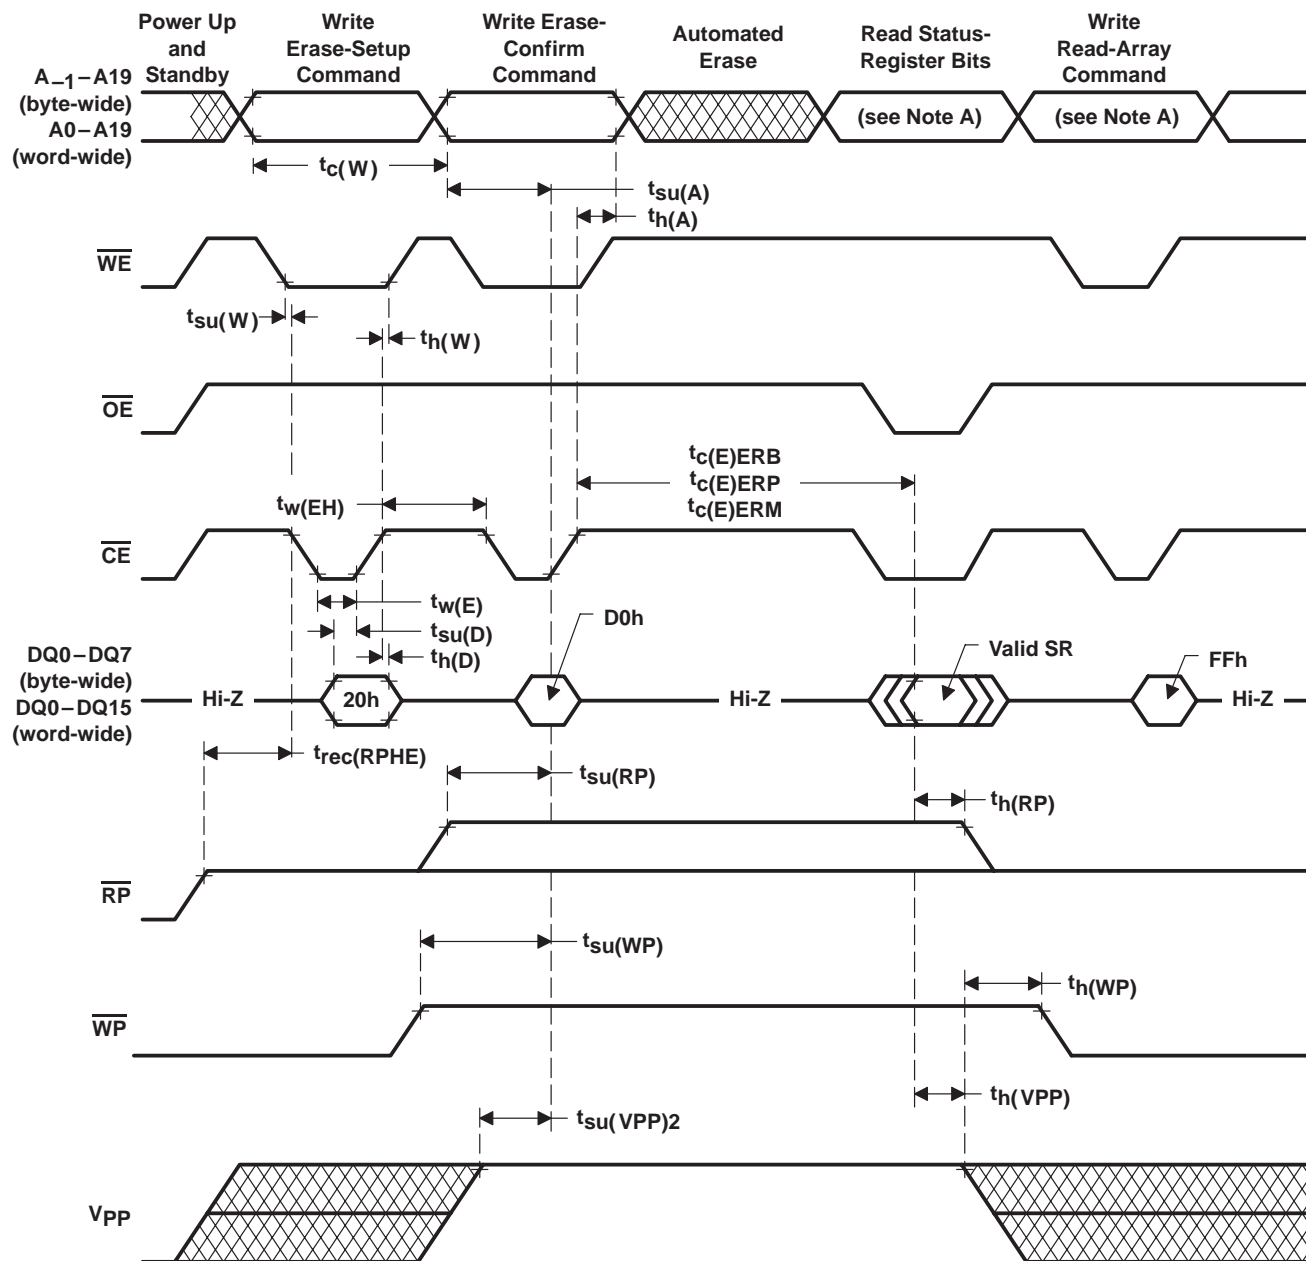 Power Up
and
Standby
Write
Erase-Setup
Command
Write Erase-
Confirm
Command
Automated
Erase
Read Status-
Register Bits
Write
Read-Array
Command
A–1–A19
(byte-wide)
A0–A19
(word-wide)
(see Note A)
(see Note A)
tc(W)
tsu(A)
th(A)
WE
tsu(W)
th(W)
OE
tc(E)ERB
tc(E)ERP
tc(E)ERM
tw(EH)
CE
tw(E)
tsu(D)
th(D)
D0h
Valid SR
FFh
DQ0–DQ7
(byte-wide)
DQ0–DQ15
(word-wide)
Hi-Z
20h
Hi-Z
Hi-Z
trec(RPHE)
tsu(RP)
th(RP)
RP
tsu(WP)
th(WP)
WP
th(VPP)
tsu(VPP)2
VPP